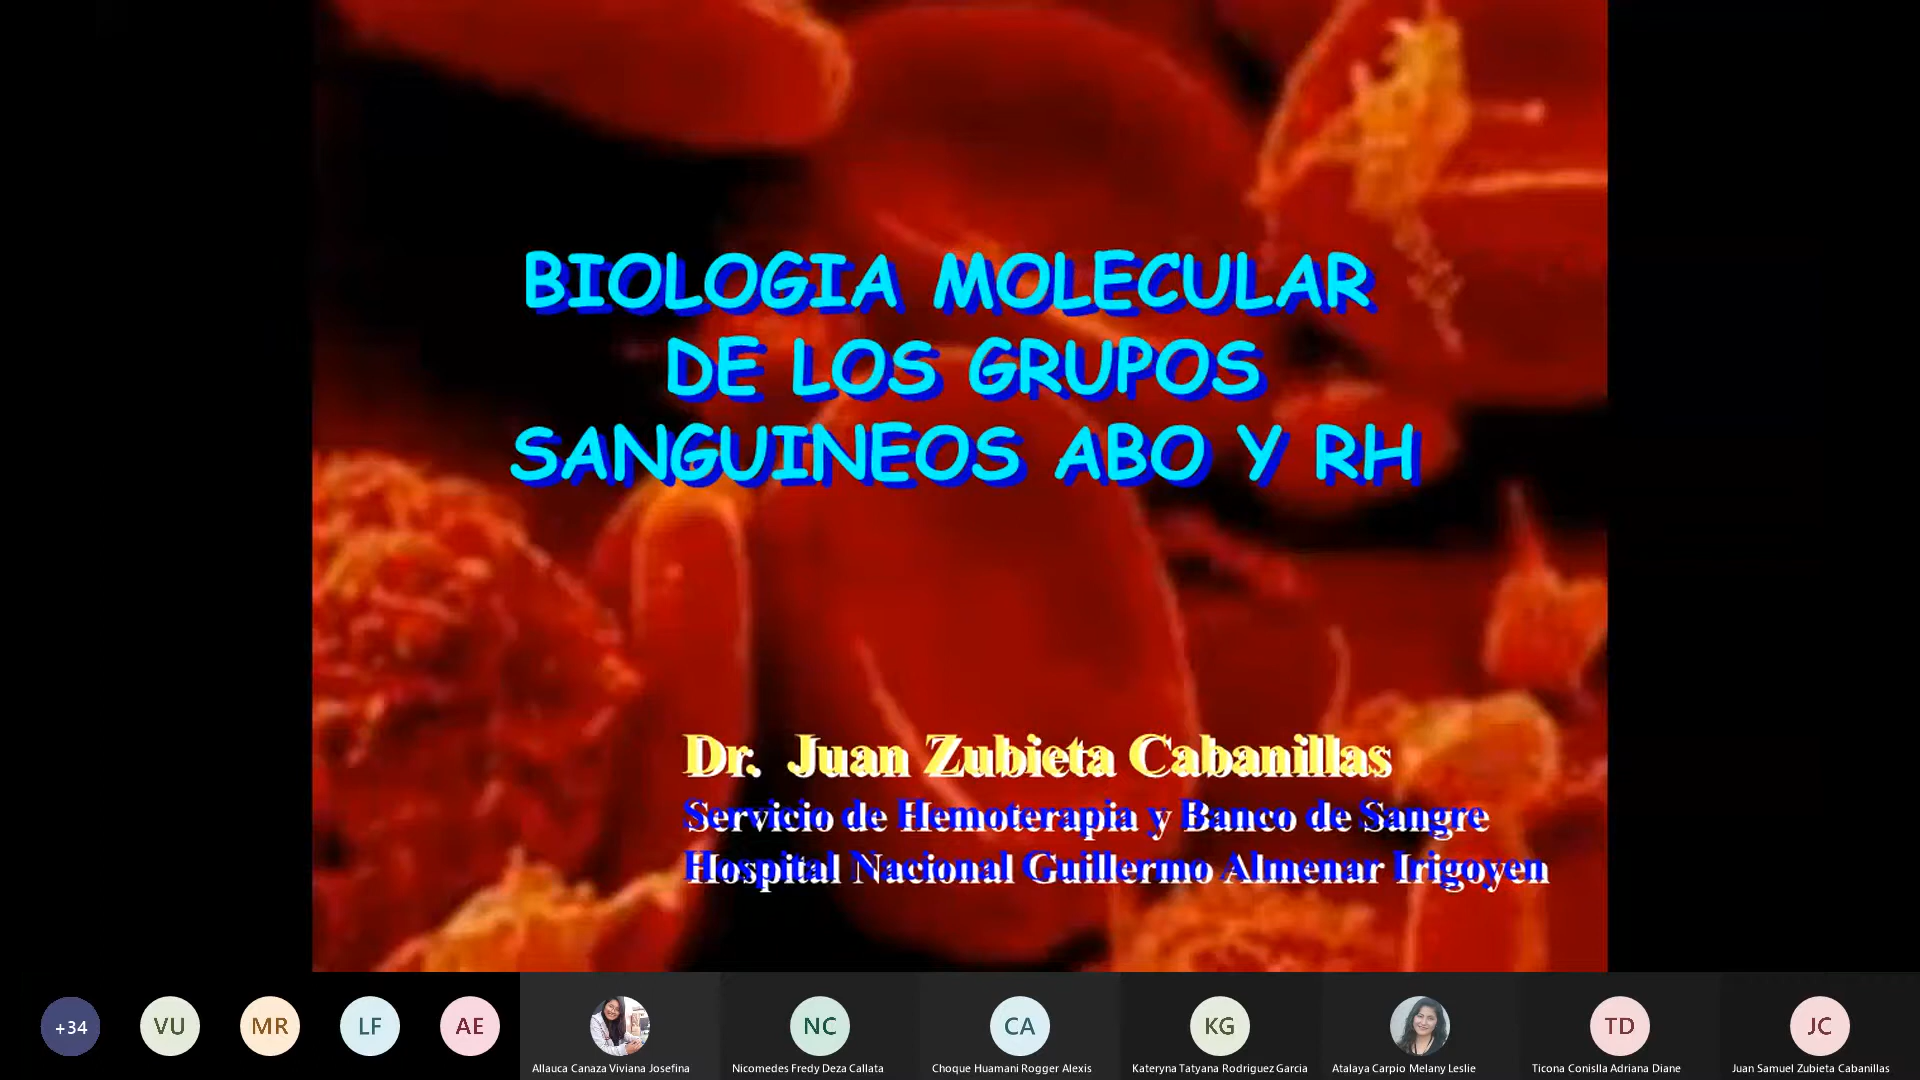 BIOLOGIA MOLECULAR
DE LOS GRUPOS
SANGUINEOS ABO Y RH
Dr. Juan Zubieta Cabanillas
Servicio de Hemoterapia y Banco de Sangre
Hospital Nacional Guillermo Almenar Irigoyen
+34
VU
MR
LF
AE
NC
CA
KG
TD
JC
Allauca Canaza Viviana Josefina
Nicomedes Fredy Deza Callata
Choque Huamani Rogger Alexis
Kateryna Tatyana Rodriguez Garcia
Atalaya Carpio Melany Leslie
Ticona Conislla Adriana Diane
Juan Samuel Zubieta Cabanillas